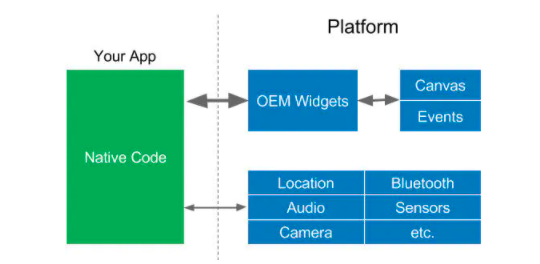 Platform
Your App
Native Code
OEM Widgets
Canvas
Events
Location
Bluetooth
Audio
Sensors
Camera
etc.